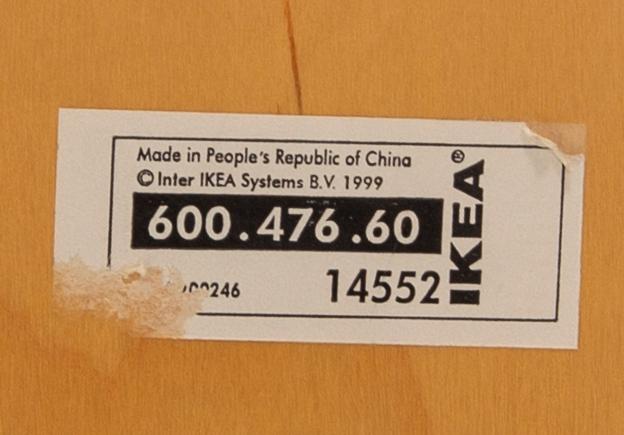 Made in People's Republic of China
© Inter IKEA Systems B.V. 1999
600.476.60
14552
IKEA®